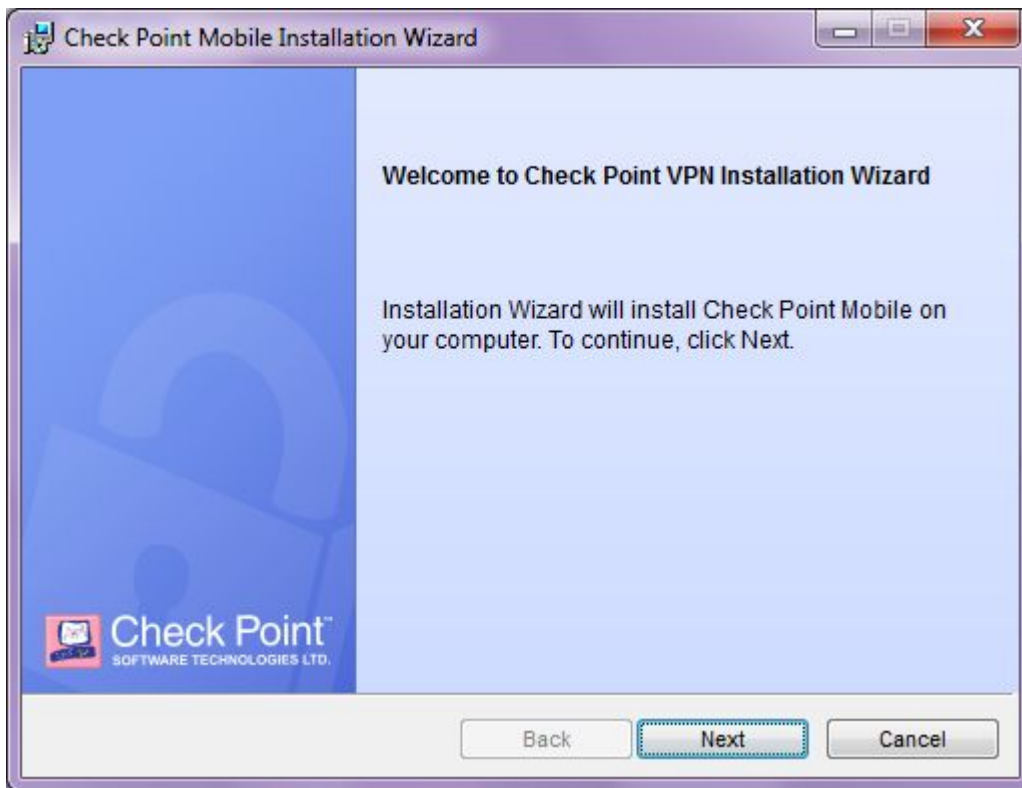 Check Point Mobile Installation Wizard
Welcome to Check Point VPN Installation Wizard
Installation Wizard will install Check Point Mobile on
your computer. To continue, click Next.
Check Point™
SOFTWARE TECHNOLOGIES LTD.
Back Next Cancel